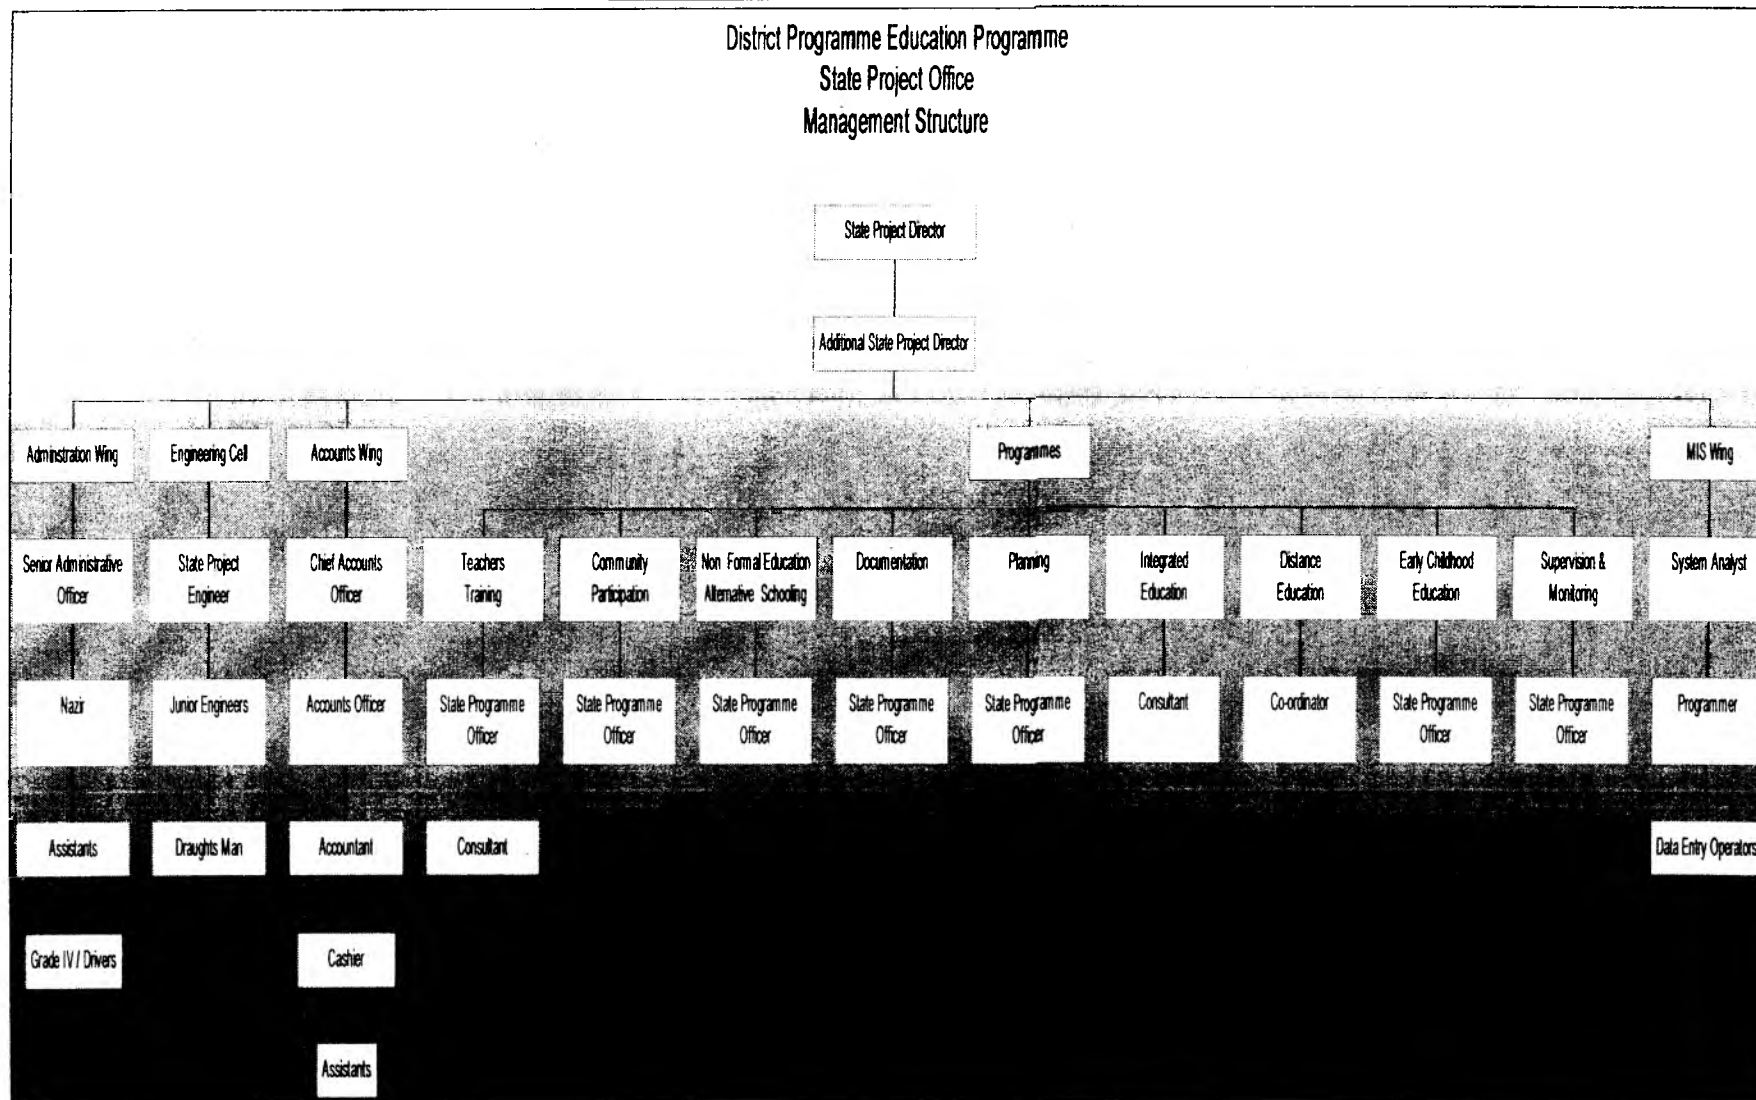 District Programme Education Programme
State Project Office
Management Structure
State Project Director
Additional State Project Director
Adminstration Wing
Engineering Cell
Accounts Wing
Programmes
MIS Wing
Senior Administrative
Officer
State Project
Engineer
Chief Accounts
Officer
Teachers
Training
Community
Participation
Non Formal Education
Alternative Schooling
Documentation
Planning
Integrated
Education
Distance
Education
Early Childhood
Education
Supervision &
Monitoring
System Analyst
Nazir
Junior Engineers
Accounts Officer
State Programme
Officer
State Programme
Officer
State Programme
Officer
State Programme
Officer
State Programme
Officer
Consultant
Co-ordinator
State Programme
Officer
State Programme
Officer
Programmer
Assistants
Draughts Man
Accountant
Consultant
Data Entry Operators
Grade IV / Drivers
Cashier
Assistants